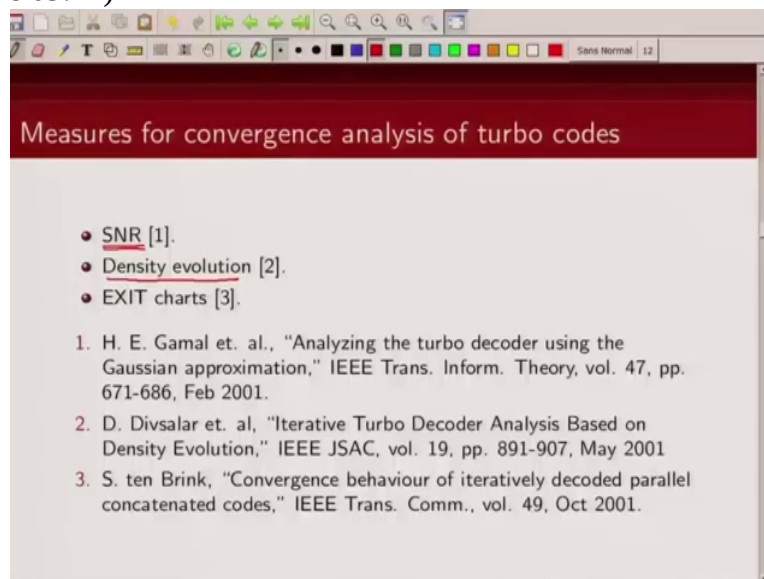 T
Sans Normal 12
Measures for convergence analysis of turbo codes
SNR [1].
Density evolution [2].
EXIT charts [3].
1. H. E. Gamal et. al., “Analyzing the turbo decoder using the
Gaussian approximation,” IEEE Trans. Inform. Theory, vol. 47, pp.
671-686, Feb 2001.
2. D. Divsalar et. al, “Iterative Turbo Decoder Analysis Based on
Density Evolution,” IEEE JSAC, vol. 19, pp. 891-907, May 2001
3. S. ten Brink, “Convergence behaviour of iteratively decoded parallel
concatenated codes,” IEEE Trans. Comm., vol. 49, Oct 2001.